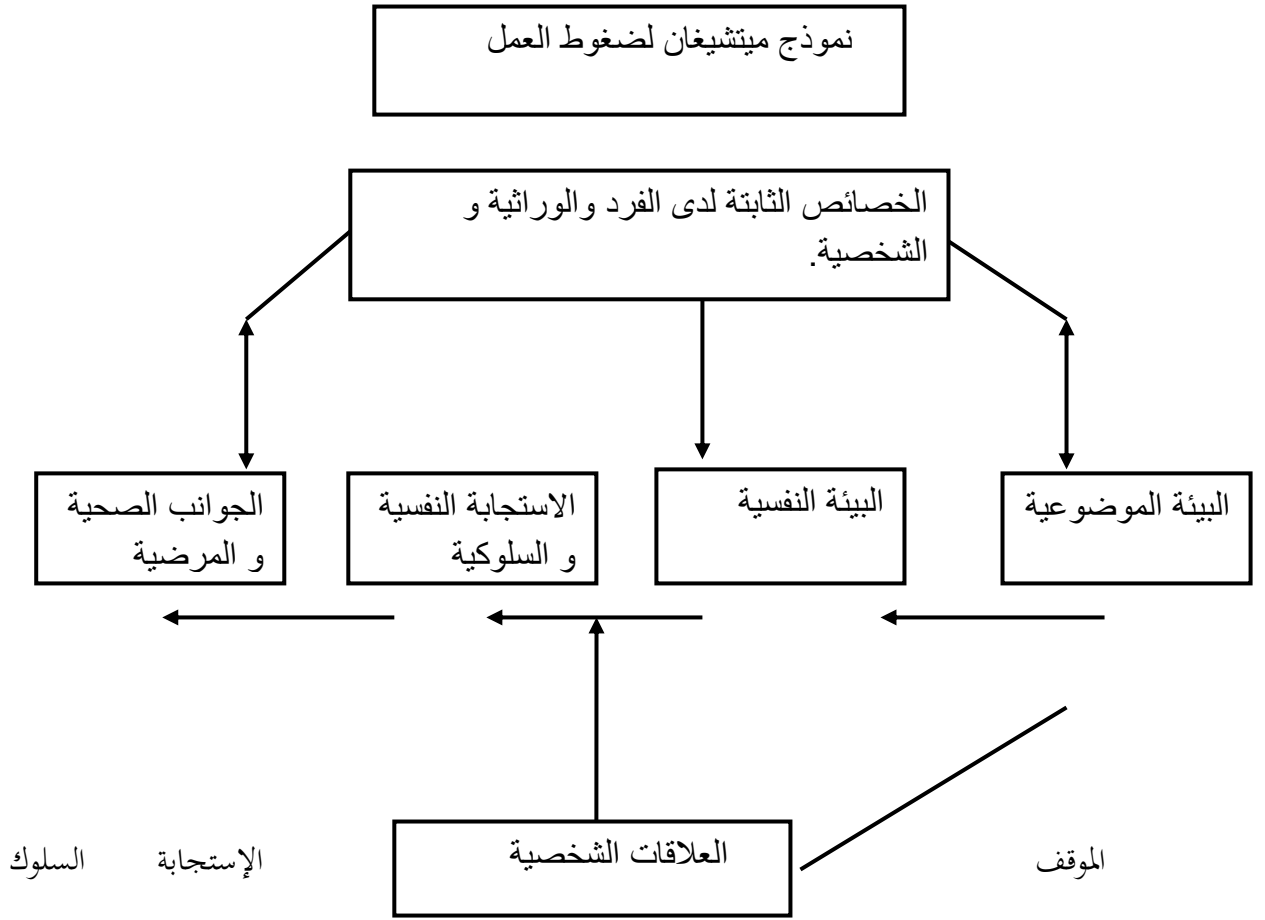 نموذج ميتشيغان لضغوط العمل
الخصائص الثابتة لدى الفرد والوراثية و
الشخصية.
البيئة الموضوعية
البيئة النفسية
الاستجابة النفسية
و السلوكية
الجوانب الصحية
و المرضية
العلاقات الشخصية
الموقف
الإستجابة
السلوك